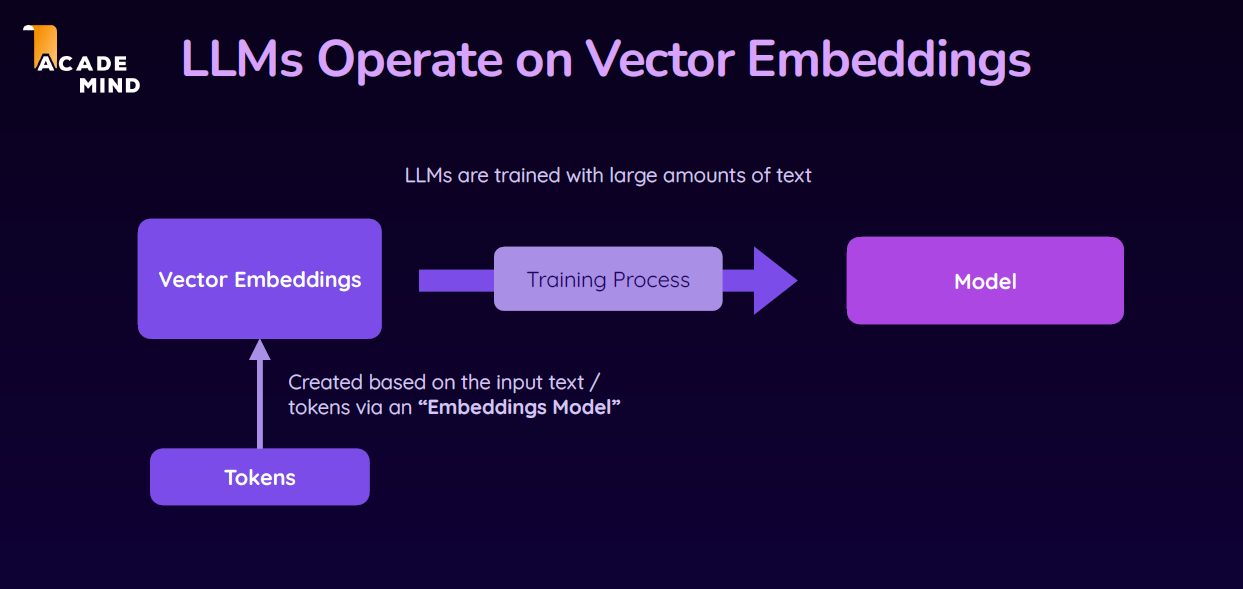 ACADE
MIND
LLMs Operate on Vector Embeddings
LLMs are trained with large amounts of text
Vector Embeddings
Training Process
Model
Created based on the input text /
tokens via an “Embeddings Model”
Tokens